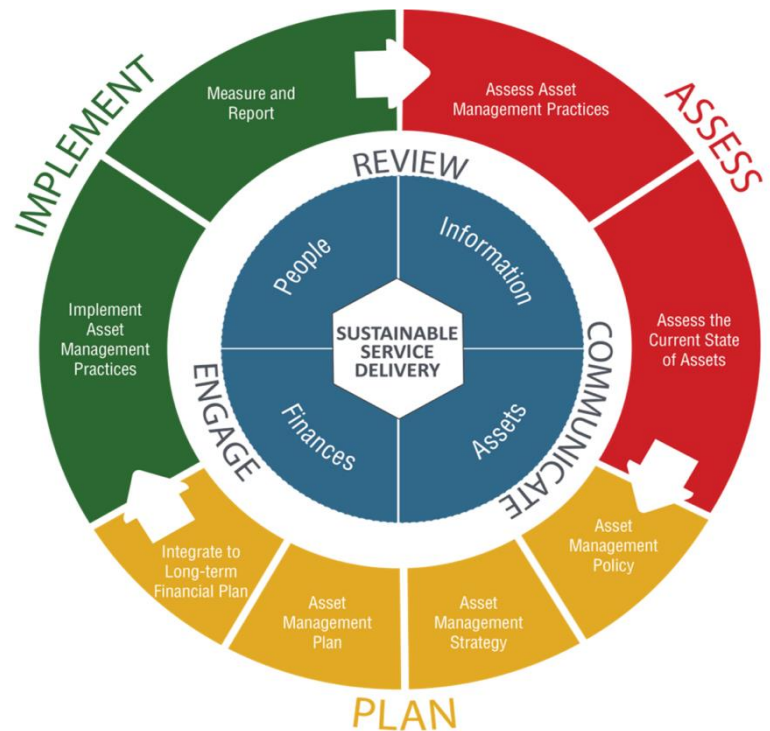 IMPLEMENT
Measure and
Report
Assess Asset
Management Practices
ASSESS
REVIEW
People
Information
Implement
Asset
Management
Practices
SUSTAINABLE
SERVICE
DELIVERY
Assess the
Current State
of Assets
ENGAGE
COMMUNICATE
Finances
Assets
Integrate to
Long-term
Financial Plan
Asset
Management
Plan
Asset
Management
Strategy
Asset
Management
Policy
PLAN